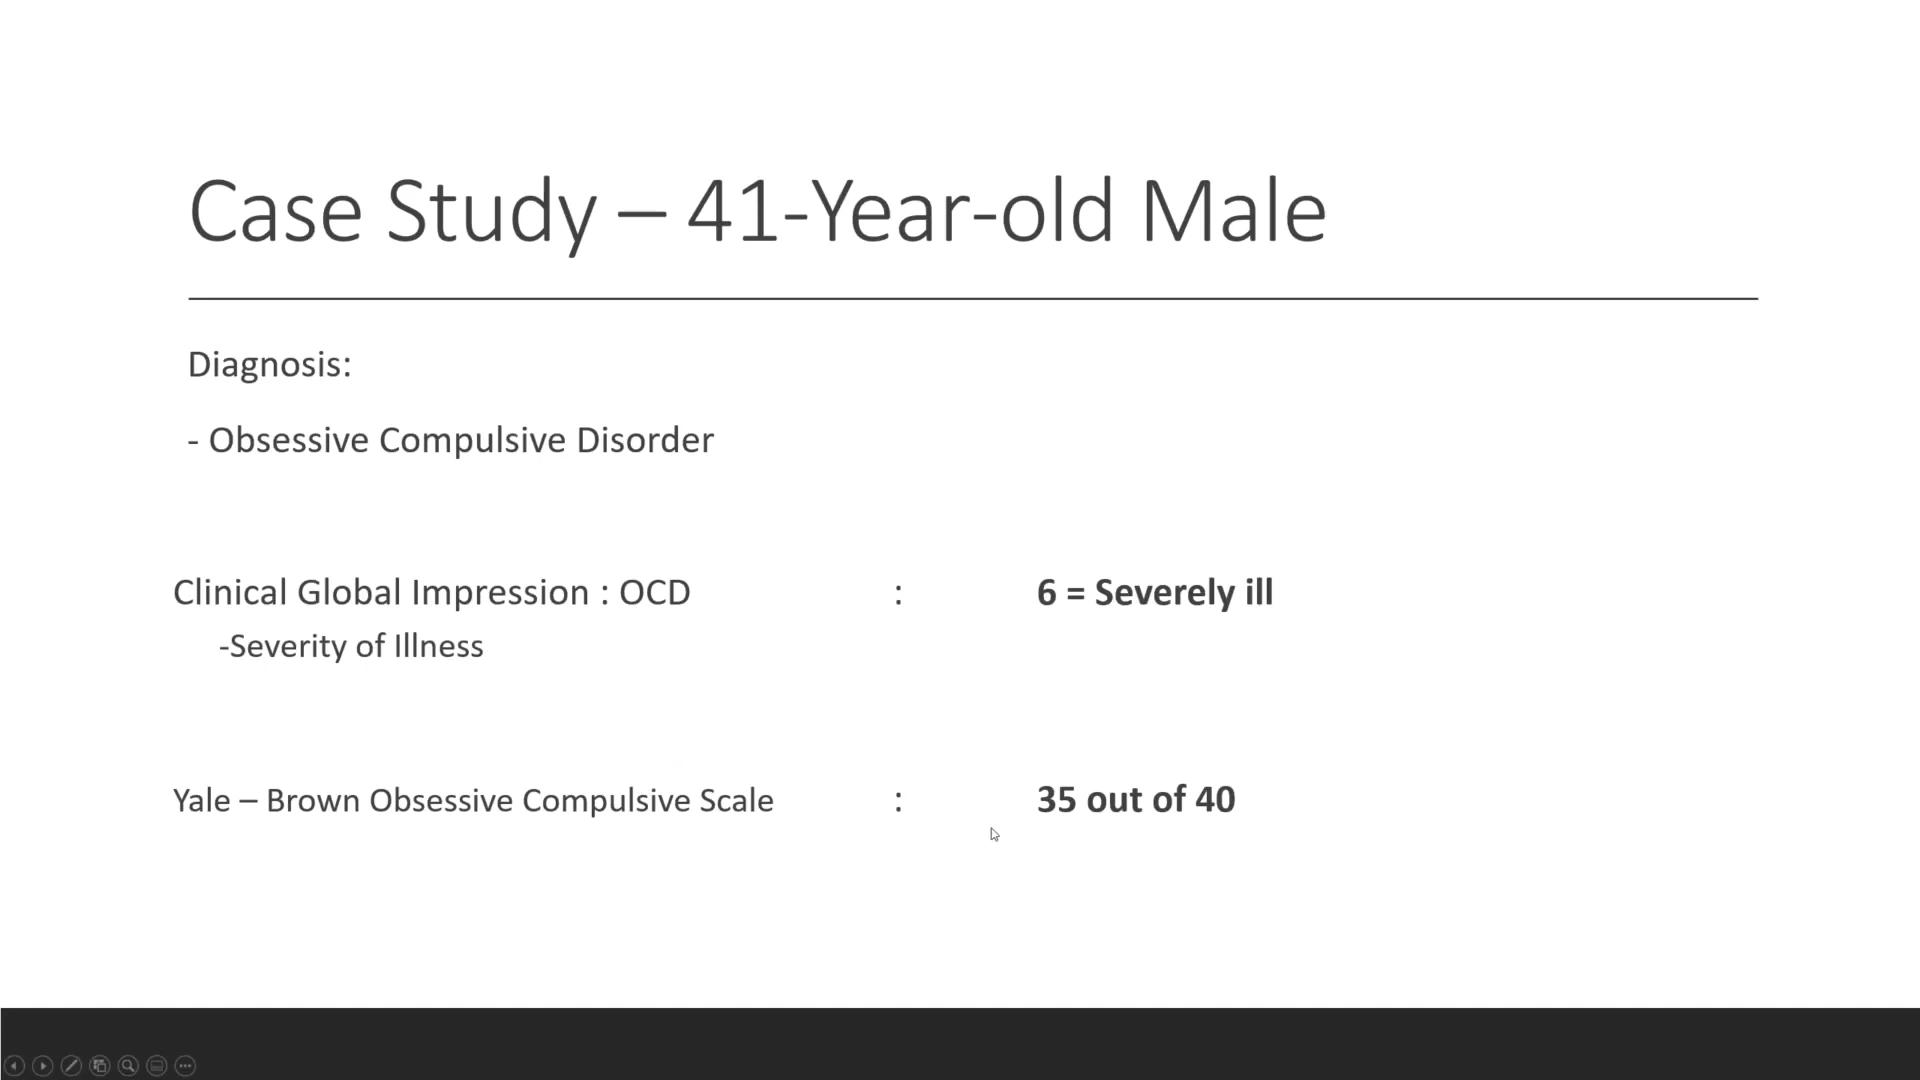 Case Study – 41-Year-old Male
Diagnosis:
- Obsessive Compulsive Disorder
Clinical Global Impression : OCD : 6 = Severely ill
-Severity of Illness
Yale – Brown Obsessive Compulsive Scale : 35 out of 40